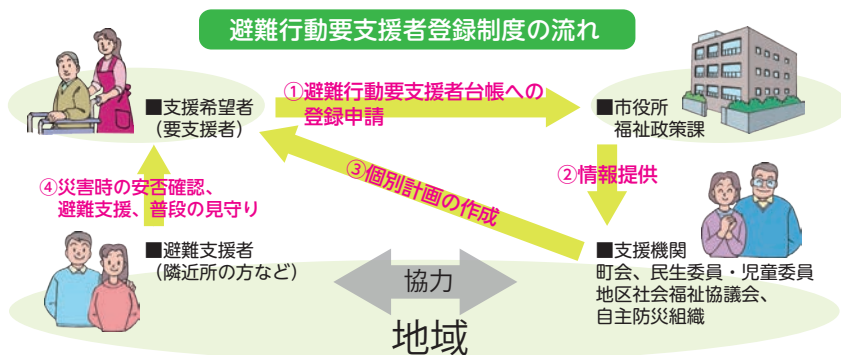 避難行動要支援者登録制度の流れ
■支援希望者
（要支援者）
①避難行動要支援者台帳への
登録申請
■市役所
福祉政策課
②情報提供
③個別計画の作成
④災害時の安否確認、
避難支援、普段の見守り
■避難支援者
（隣近所の方など）
協力
■支援機関
町会、民生委員・児童委員
地区社会福祉協議会、
自主防災組織
地域